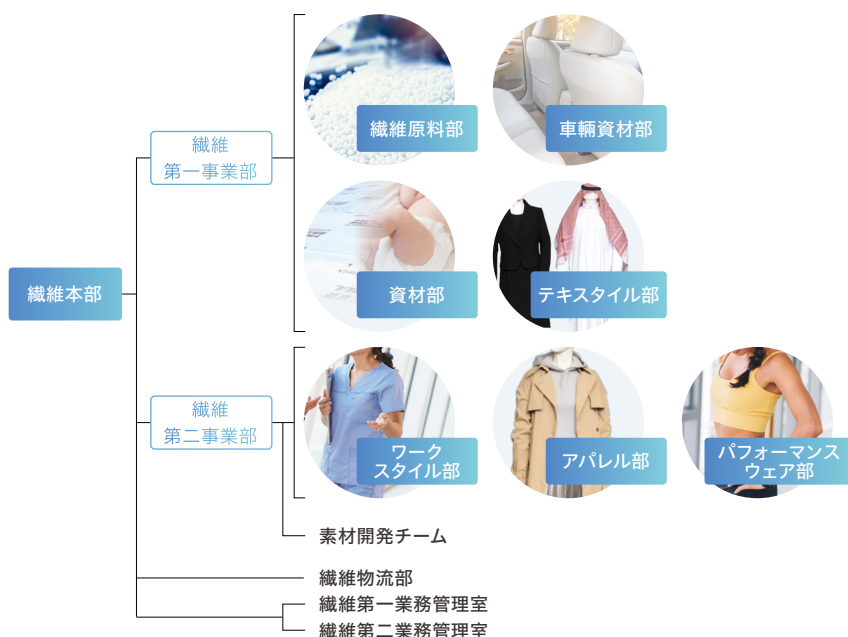 繊維本部
繊維
第一事業部
繊維原料部
車輌資材部
資材部
テキスタイル部
繊維
第二事業部
ワーク
スタイル部
アパレル部
パフォーマンス
ウェア部
素材開発チーム
繊維物流部
繊維第一業務管理室
繊維第二業務管理室